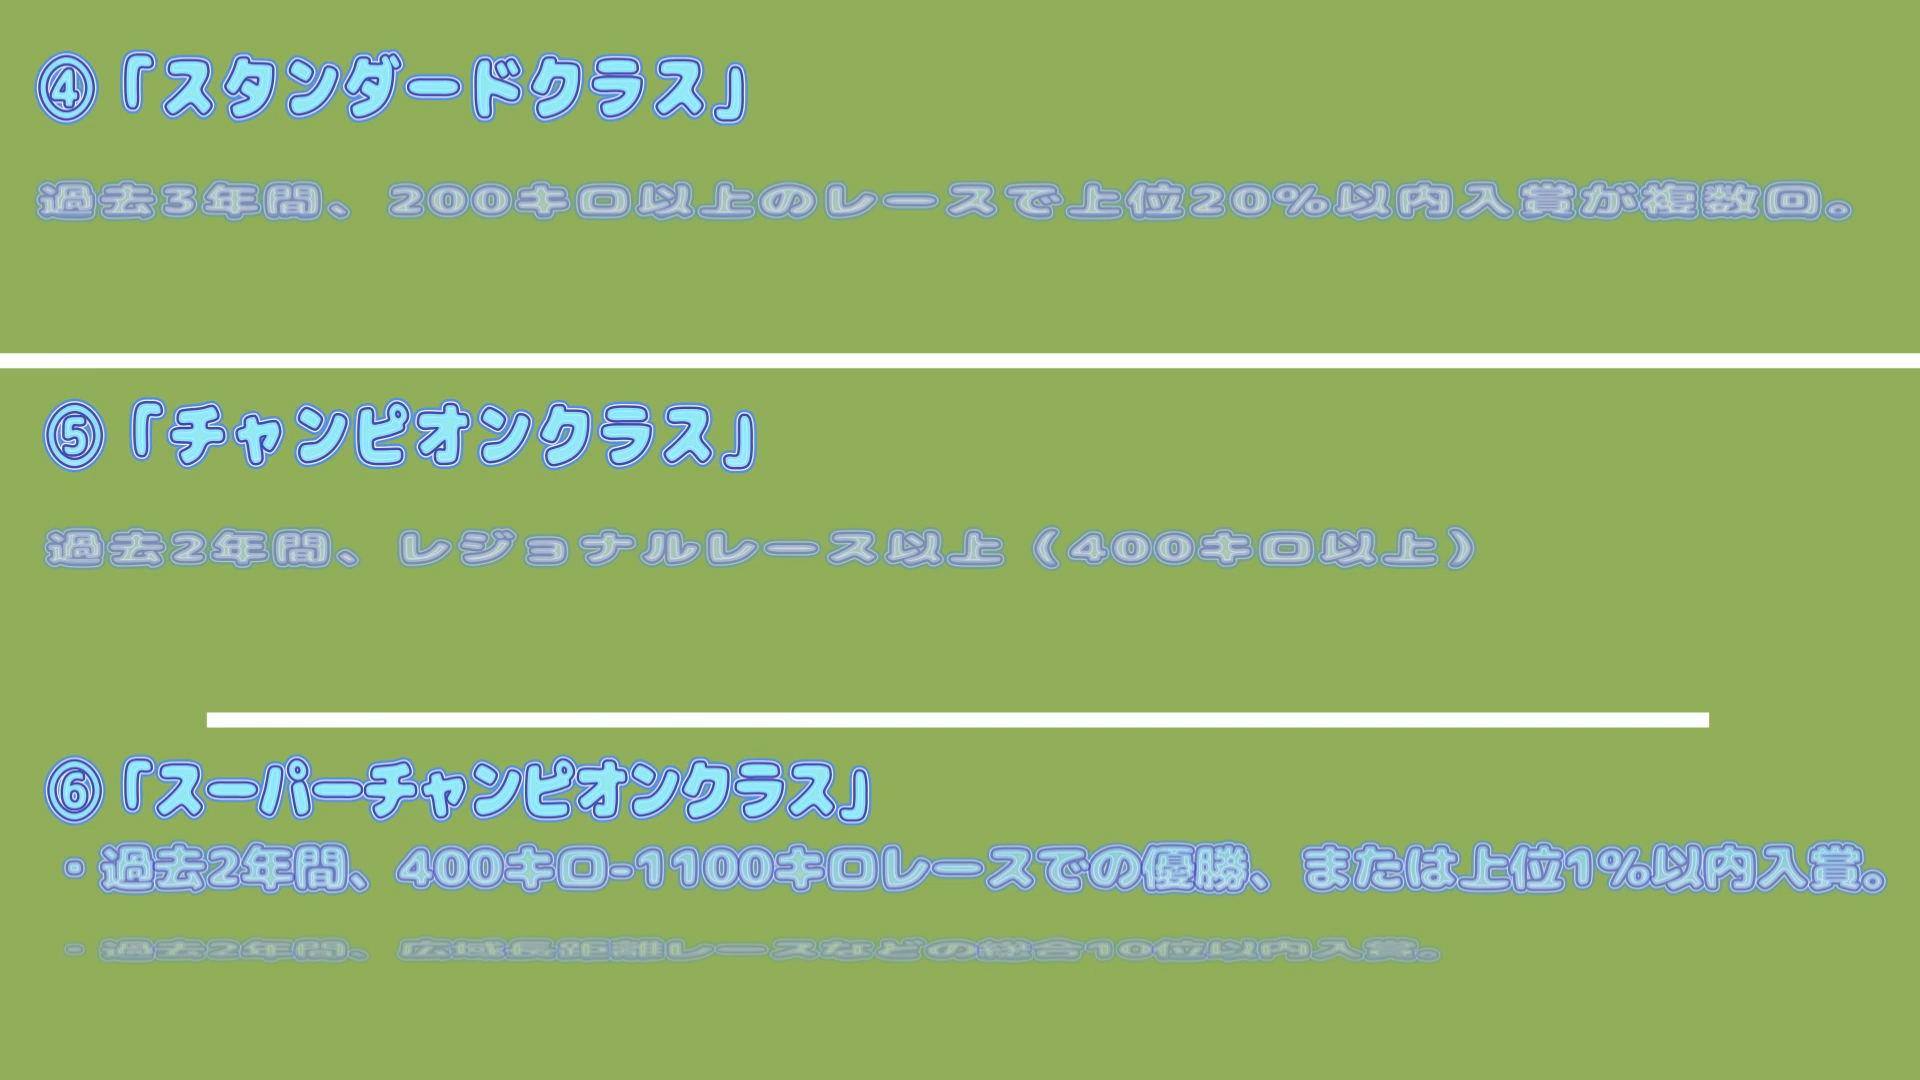 ④「スタンダードクラス」
過去3年間、200キロ以上のレースで上位20%以内入賞が複数回。
⑤「チャンピオンクラス」
過去2年間、レジョナルレース以上（400キロ以上）
⑥「スーパーチャンピオンクラス」
・過去2年間、400キロ-1100キロレースでの優勝、または上位1%以内入賞。
・過去2年間、広域長距離レースなどの総合10位以内入賞。